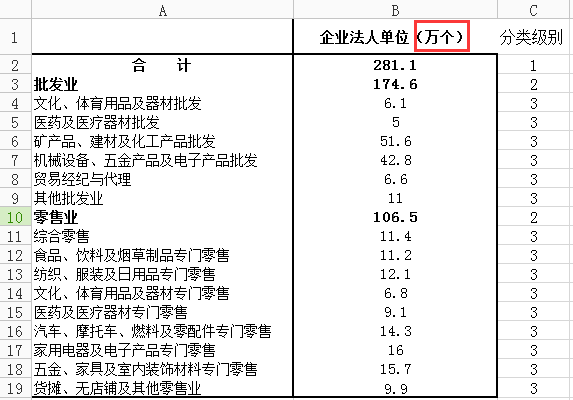 A B C
1 企业法人单位（万个） 分类级别
2 合 计 281.1 1
3 批发业 174.6 2
4 文化、体育用品及器材批发 6.1 3
5 医药及医疗器材批发 5 3
6 矿产品、建材及化工产品批发 51.6 3
7 机械设备、五金产品及电子产品批发 42.8 3
8 贸易经纪与代理 6.6 3
9 其他批发业 11 3
10 零售业 106.5 2
11 综合零售 11.4 3
12 食品、饮料及烟草制品专门零售 11.2 3
13 纺织、服装及日用品专门零售 12.1 3
14 文化、体育用品及器材专门零售 6.8 3
15 医药及医疗器材专门零售 9.1 3
16 汽车、摩托车、燃料及零配件专门零售 14.3 3
17 家用电器及电子产品专门零售 16 3
18 五金、家具及室内装饰材料专门零售 15.7 3
19 货摊、无店铺及其他零售业 9.9 3